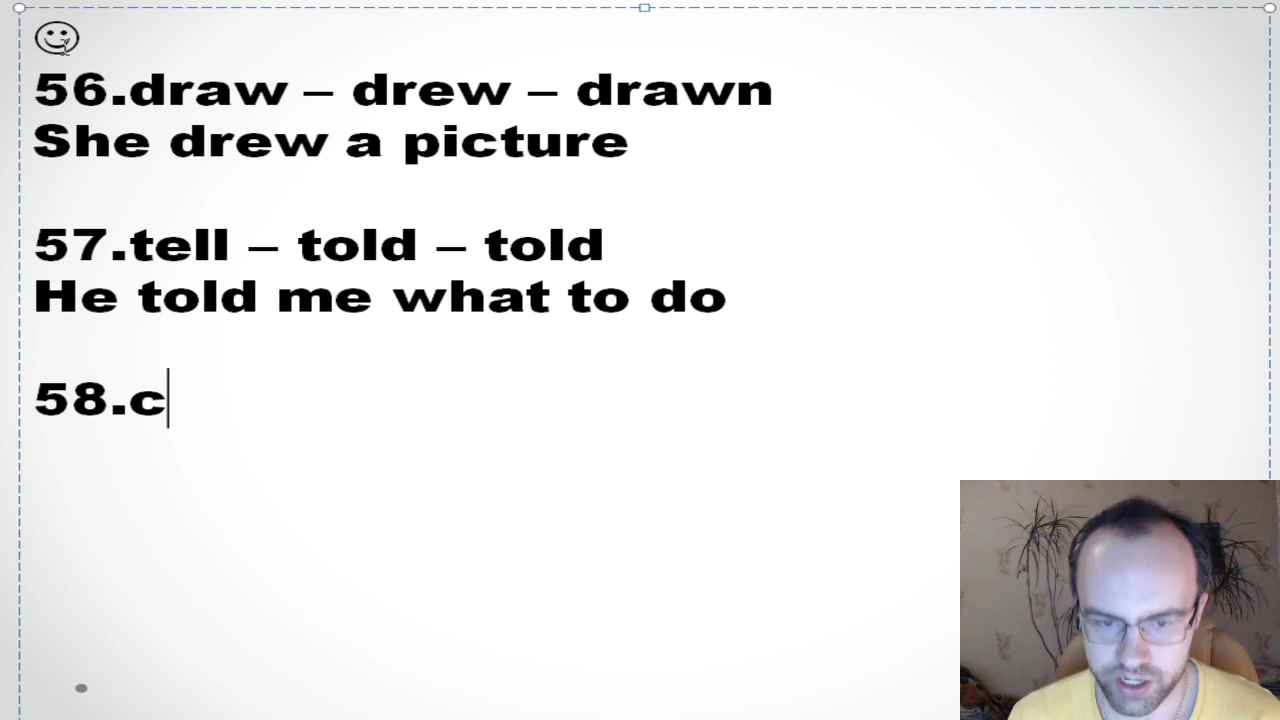 56.draw – drew – drawn
She drew a picture
57.tell – told – told
He told me what to do
58.c